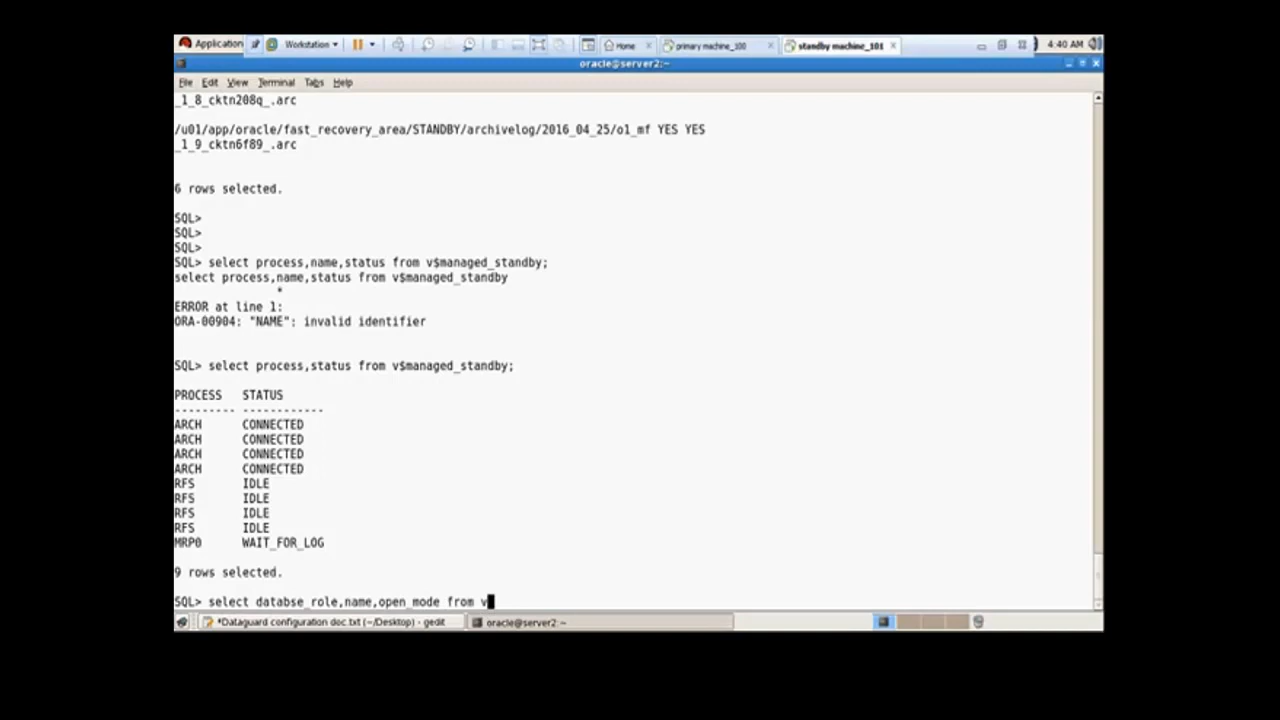 Application
Workstation
Home
primary machine_100
standby machine_101
4:40 AM
oracle@server2:~
File Edit View Terminal Tabs Help
_1_8_cktn208q_.arc
/u01/app/oracle/fast_recovery_area/STANDBY/archivelog/2016_04_25/o1_mf YES YES
_1_9_cktn6f89_.arc
6 rows selected.
SQL>
SQL>
SQL>
SQL> select process,name,status from v$managed_standby;
select process,name,status from v$managed_standby
*
ERROR at line 1:
ORA-00904: "NAME": invalid identifier
SQL> select process,status from v$managed_standby;
PROCESS STATUS
--------- ------------
ARCH CONNECTED
ARCH CONNECTED
ARCH CONNECTED
ARCH CONNECTED
RFS IDLE
RFS IDLE
RFS IDLE
RFS IDLE
MRP0 WAIT_FOR_LOG
9 rows selected.
SQL> select databse_role,name,open_mode from v
*Dataguard configuration doc.txt (~/Desktop) - gedit
oracle@server2:~